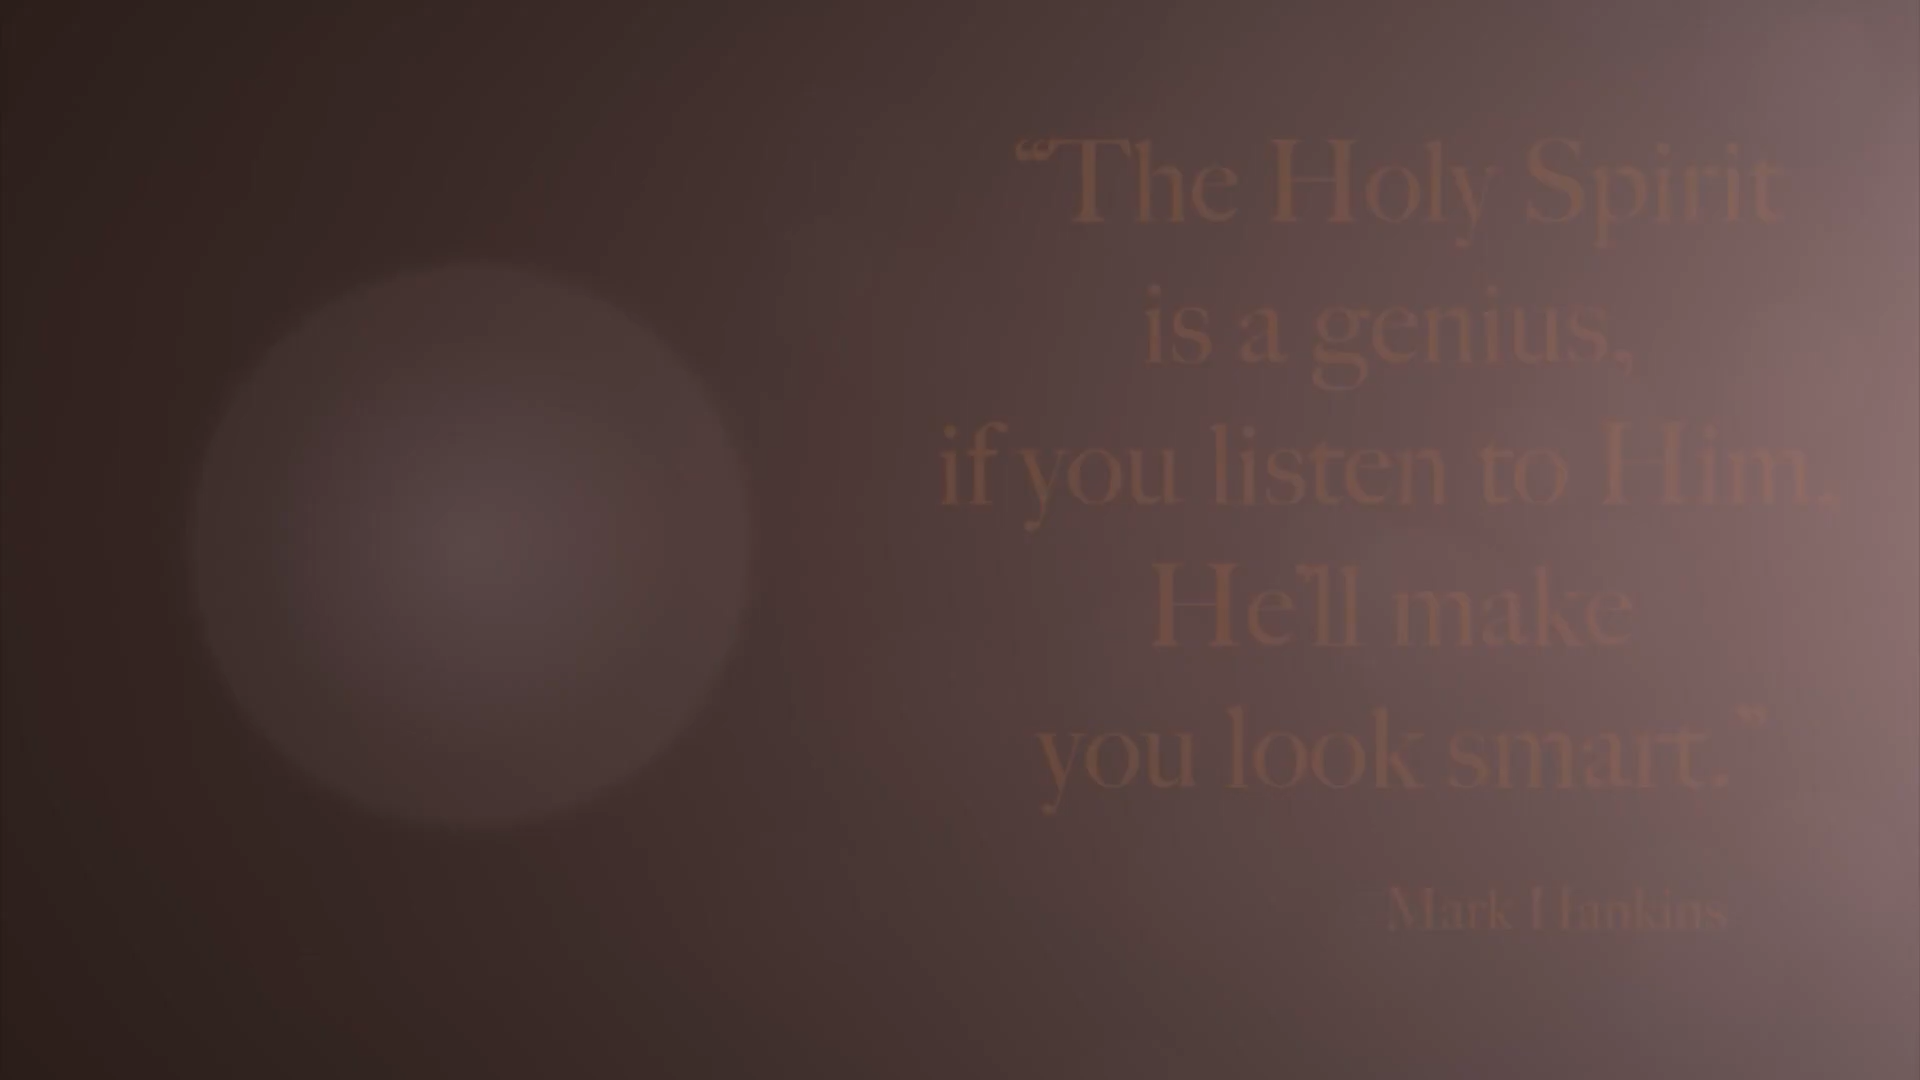 “The Holy Spirit
is a genius,
if you listen to Him,
He’ll make
you look smart.”
Mark Hankins